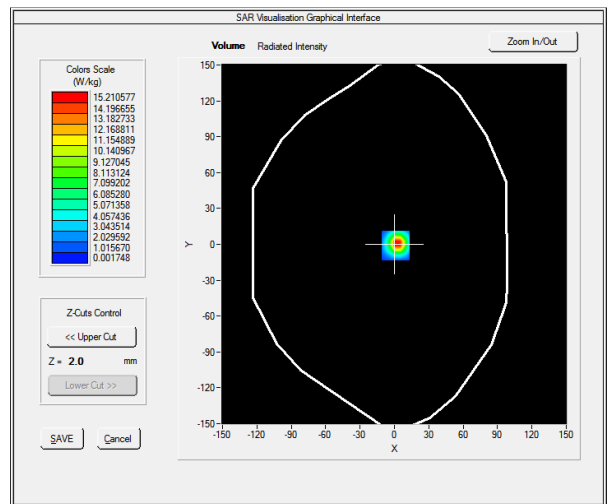 SAR Visualisation Graphical Interface
Volume Radiated Intensity
Zoom In/Out
Colors Scale
(W/kg)
15.210577
14.196655
13.182733
12.168811
11.154889
10.140967
9.127045
8.113124
7.099202
6.085280
5.071358
4.057436
3.043514
2.029592
1.015670
0.001748
Z-Cuts Control
<< Upper Cut
Z = 2.0 mm
Lower Cut >>
SAVE Cancel
150
120
90
60
30
0
-30
-60
-90
-120
-150
Y
-150 -120 -90 -60 -30 0 30 60 90 120 150
X